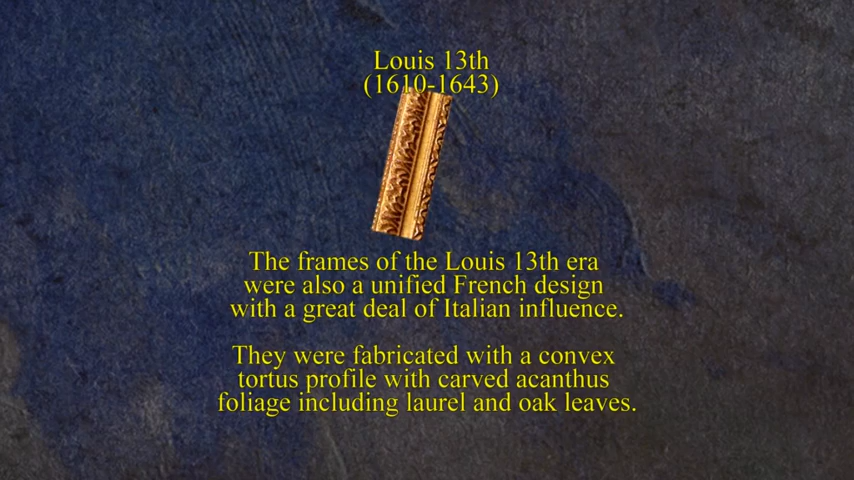 Louis 13th
(1610-1643)
The frames of the Louis 13th era
were also a unified French design
with a great deal of Italian influence.
They were fabricated with a convex
tortus profile with carved acanthus
foliage including laurel and oak leaves.